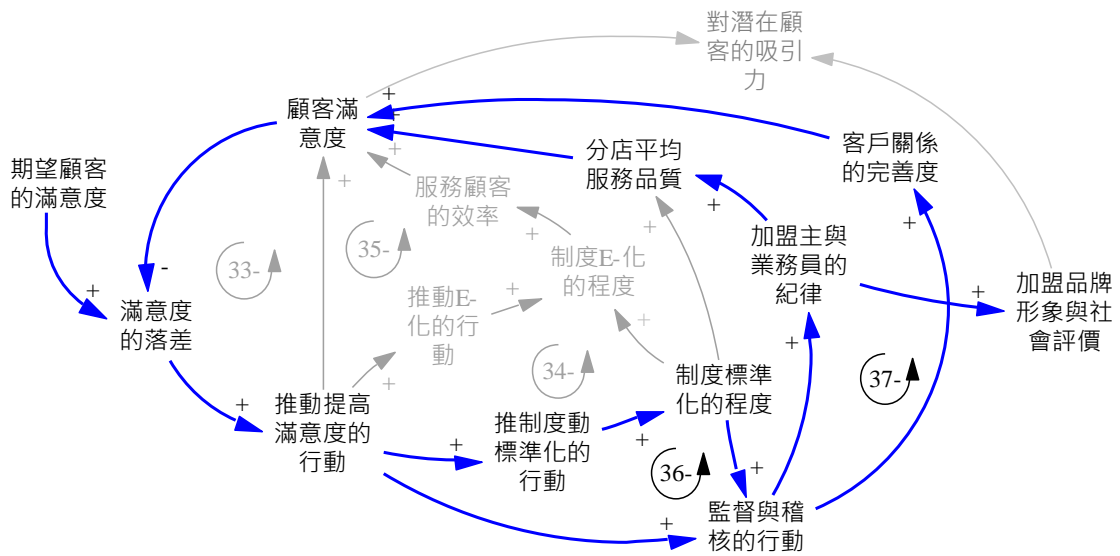 對潛在顧
客的吸引
力
顧客滿
意度
+
+
+
分店平均
服務品質
客戶關係
的完善度
期望顧客
的滿意度
服務顧客
的效率
+
+
+
加盟主與
業務員的
紀律
33-
35-
+
+
制度E-化
的程度
-
+
滿意度
的落差
推動E-
化的行
動
+
+
+
加盟品牌
形象與社
會評價
34-
+
37-
制度標準
化的程度
+
+
推動提高
滿意度的
行動
推制度動
標準化的
行動
+
+
36-
+
+
監督與稽
核的行動